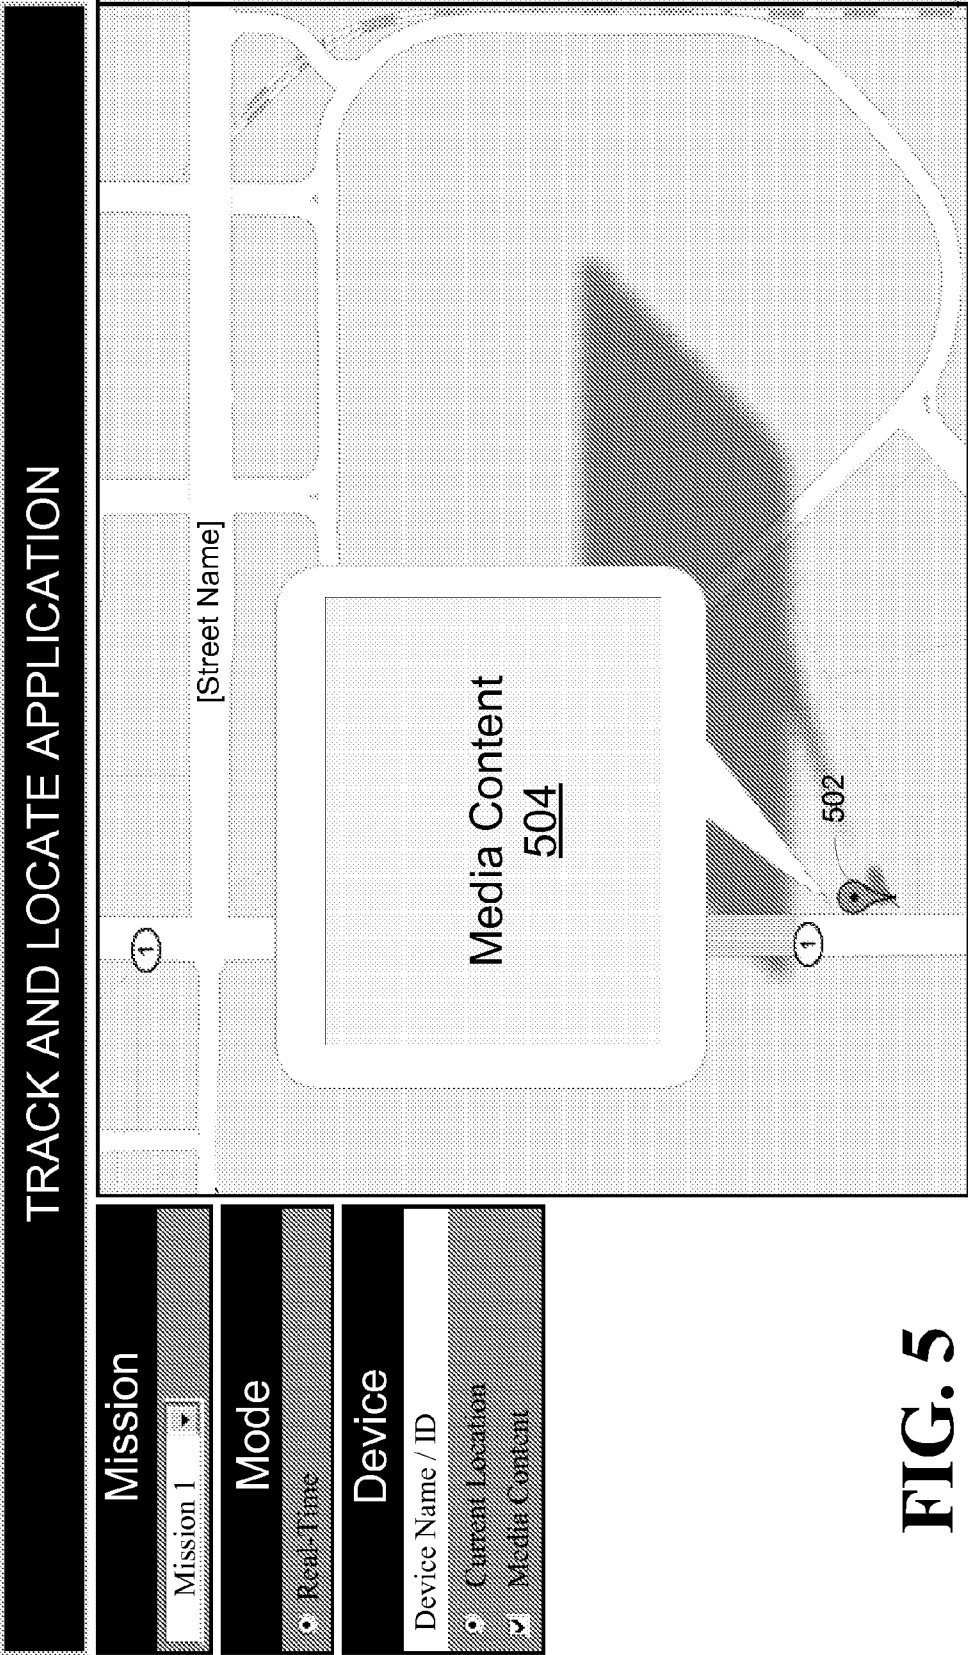 TRACK AND LOCATE APPLICATION
Mission
Mission 1
Mode
Real-Time
Device
Device Name / ID
Current Location
Media Content
1
[Street Name]
Media Content
504
1
502
FIG. 5